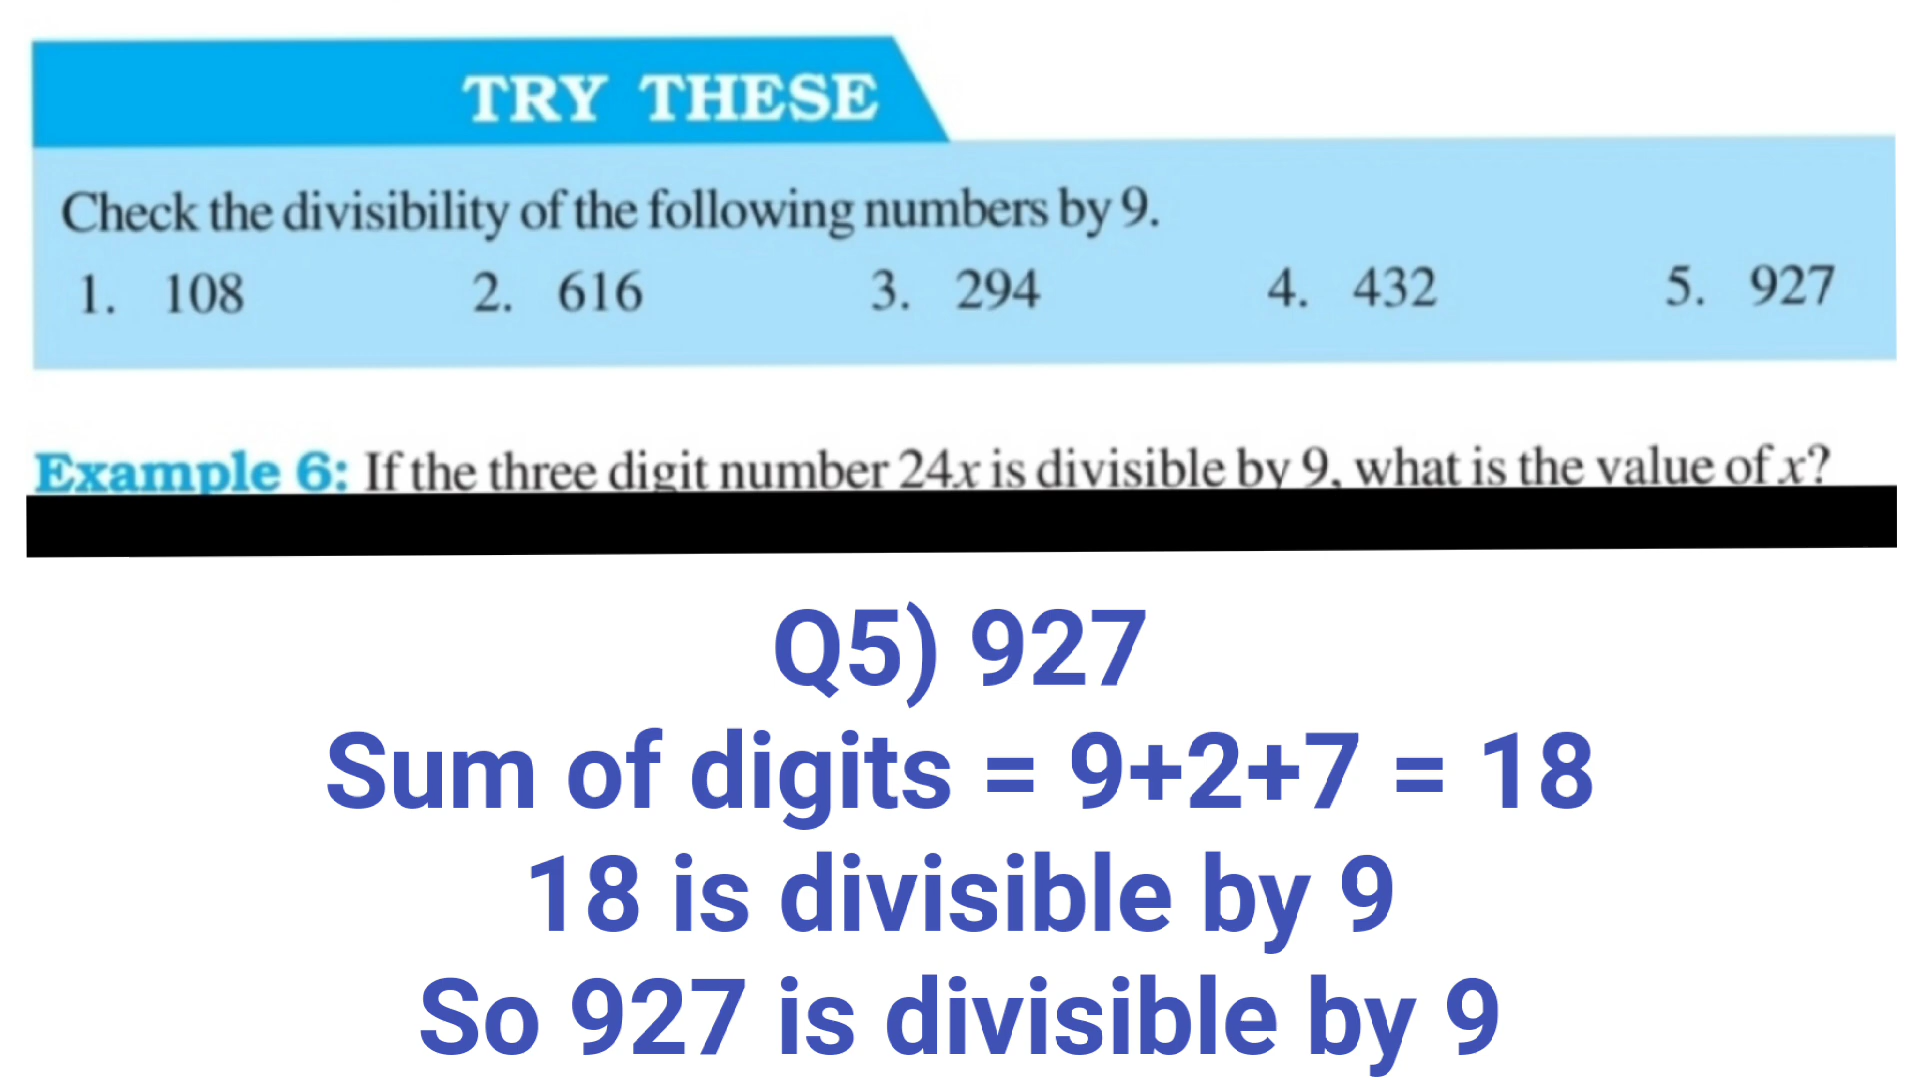 TRY THESE
Check the divisibility of the following numbers by 9.
1. 108 2. 616 3. 294 4. 432 5. 927
Example 6: If the three digit number 24x is divisible by 9, what is the value of x?
Q5) 927
Sum of digits = 9+2+7 = 18
18 is divisible by 9
So 927 is divisible by 9